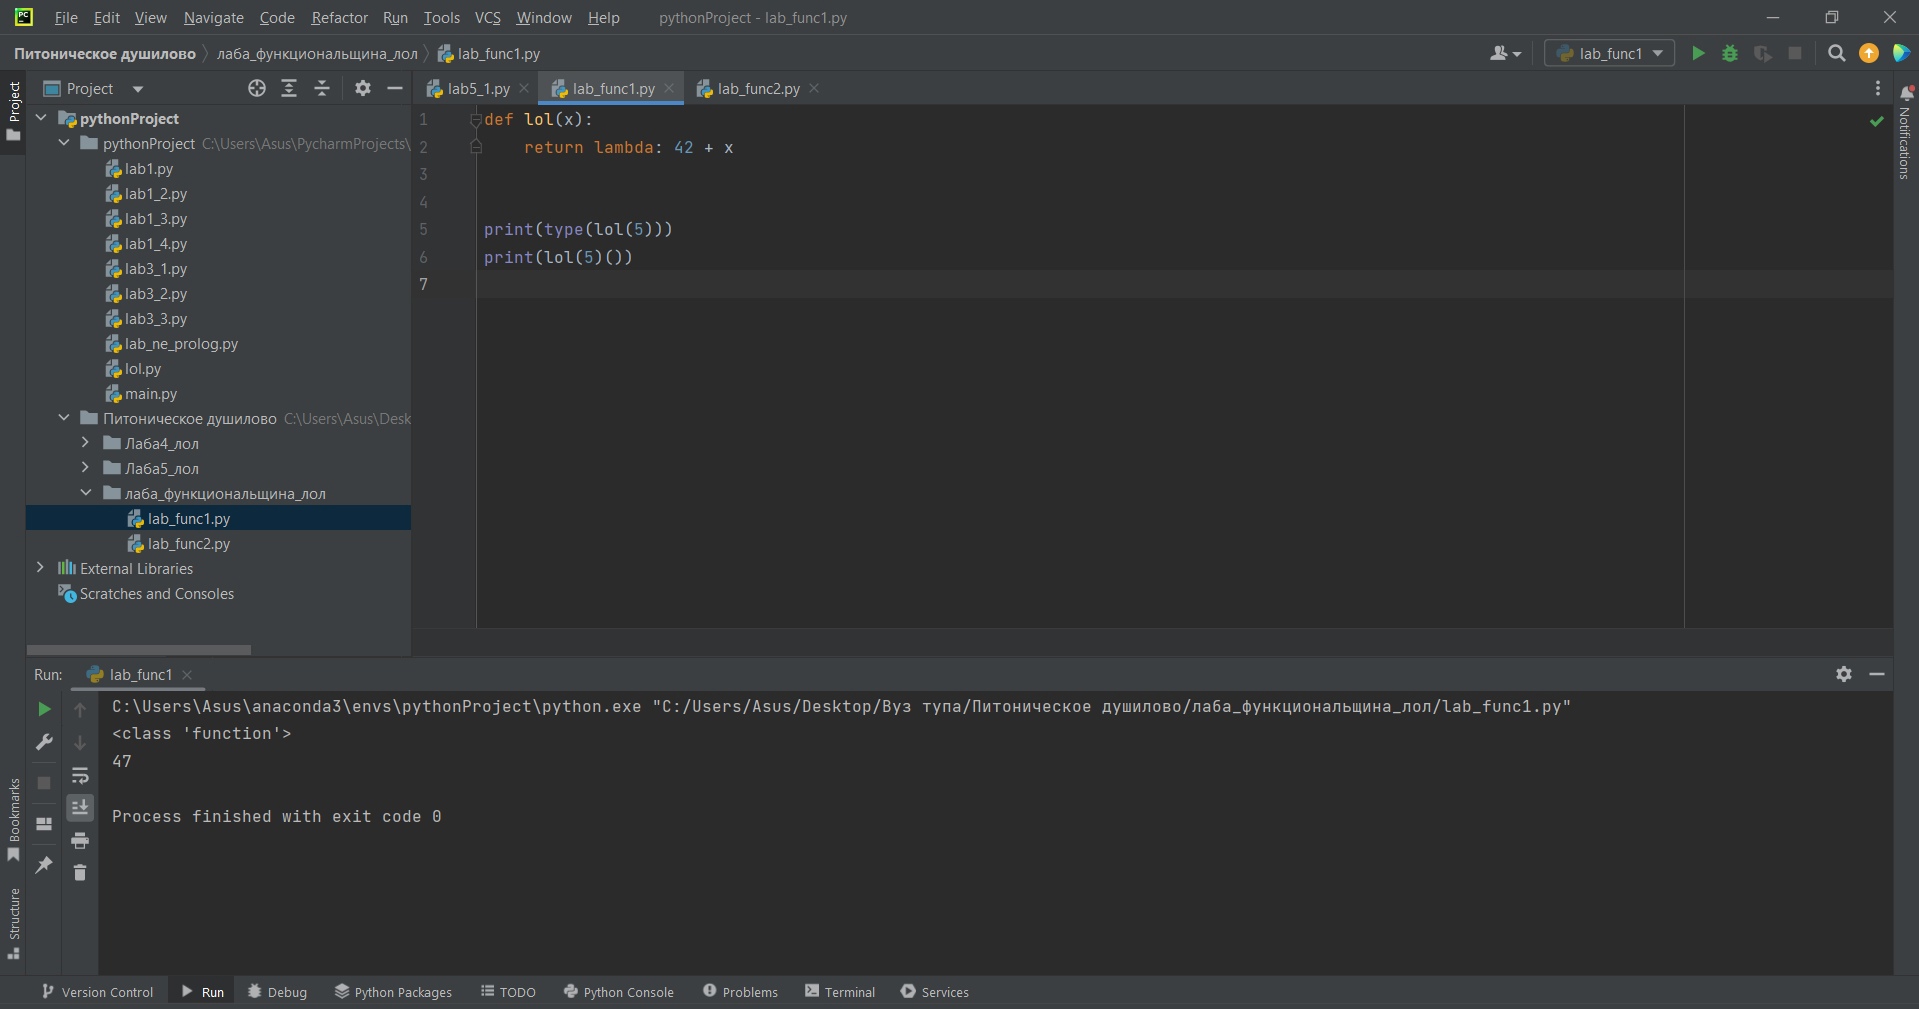 PC File Edit View Navigate Code Refactor Run Tools VCS Window Help pythonProject - lab_func1.py
Питоническое душилово лаба_функциональщина_лол lab_func1.py lab_func1
Project
Project
lab5_1.py lab_func1.py lab_func2.py
Notifications
pythonProject
pythonProject C:\Users\Asus\PycharmProjects\
lab1.py
lab1_2.py
lab1_3.py
lab1_4.py
lab3_1.py
lab3_2.py
lab3_3.py
lab_ne_prolog.py
lol.py
main.py
Питоническое душилово C:\Users\Asus\Desk
Лаба4_лол
Лаба5_лол
лаба_функциональщина_лол
lab_func1.py
lab_func2.py
External Libraries
Scratches and Consoles
1 def lol(x):
2 return lambda: 42 + x
3
4
5 print(type(lol(5)))
6 print(lol(5)())
7
Run: lab_func1
C:\Users\Asus\anaconda3\envs\pythonProject\python.exe "C:/Users/Asus/Desktop/Вуз тупа/Питоническое душилово/лаба_функциональщина_лол/lab_func1.py"
<class 'function'>
47
Process finished with exit code 0
Bookmarks
Structure
Version Control Run Debug Python Packages TODO Python Console Problems Terminal Services